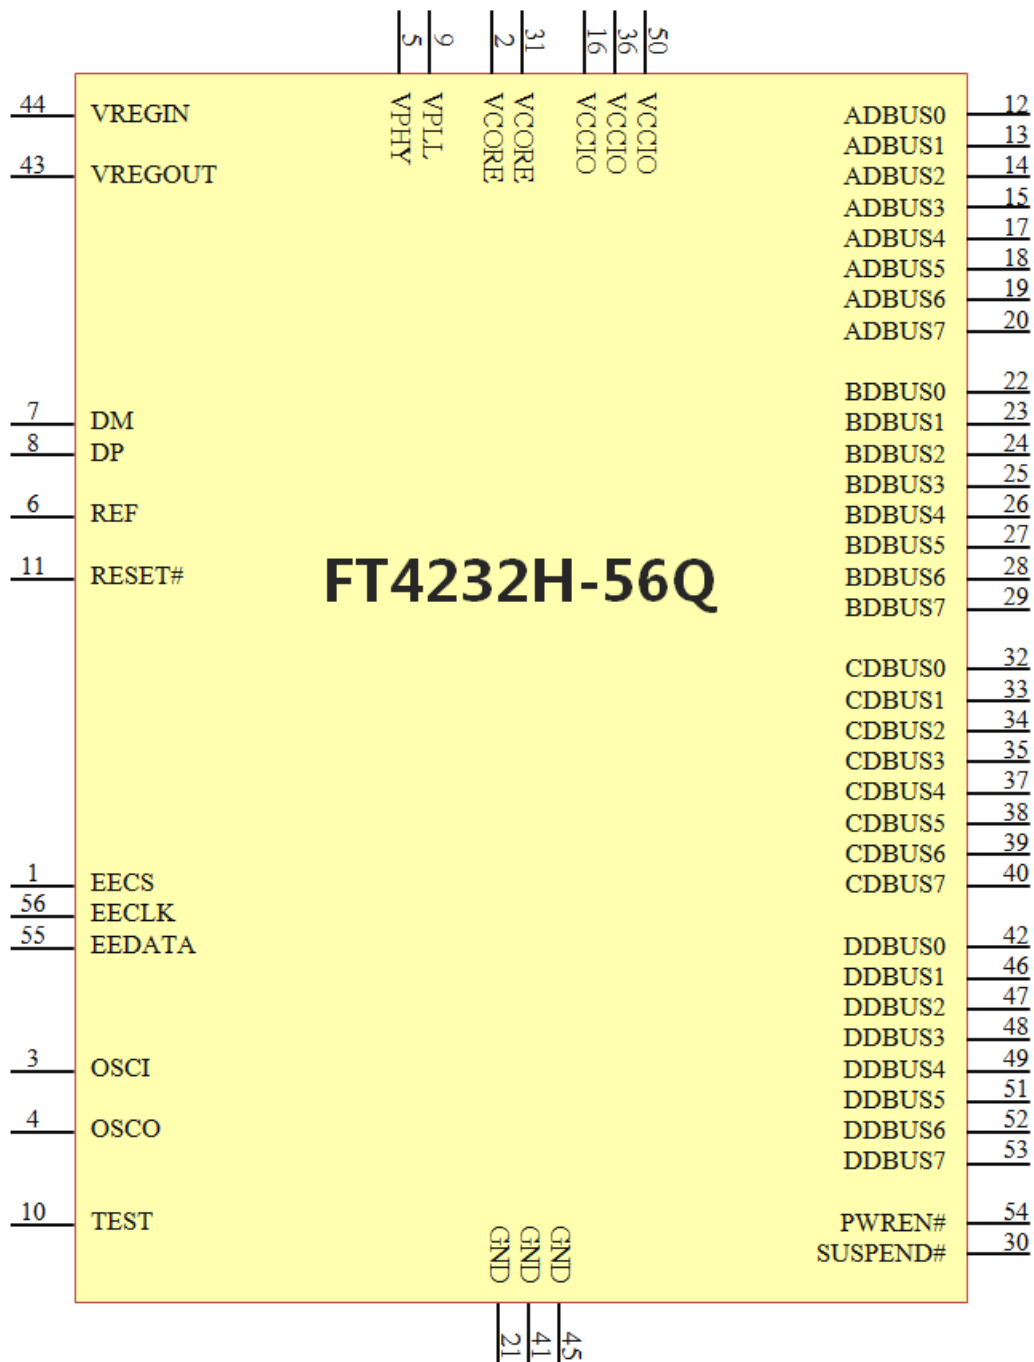 5 9 2 31 16 36 50
VPHY VPLL VCORE VCORE VCCIO VCCIO VCCIO
44 VREGIN
43 VREGOUT
7 DM
8 DP
6 REF
11 RESET#
1 EECS
56 EECLK
55 EEDATA
3 OSCI
4 OSCO
10 TEST
FT4232H-56Q
ADBUS0 12
ADBUS1 13
ADBUS2 14
ADBUS3 15
ADBUS4 17
ADBUS5 18
ADBUS6 19
ADBUS7 20
BDBUS0 22
BDBUS1 23
BDBUS2 24
BDBUS3 25
BDBUS4 26
BDBUS5 27
BDBUS6 28
BDBUS7 29
CDBUS0 32
CDBUS1 33
CDBUS2 34
CDBUS3 35
CDBUS4 37
CDBUS5 38
CDBUS6 39
CDBUS7 40
DDBUS0 42
DDBUS1 46
DDBUS2 47
DDBUS3 48
DDBUS4 49
DDBUS5 51
DDBUS6 52
DDBUS7 53
PWREN# 54
SUSPEND# 30
GND GND GND
21 41 45